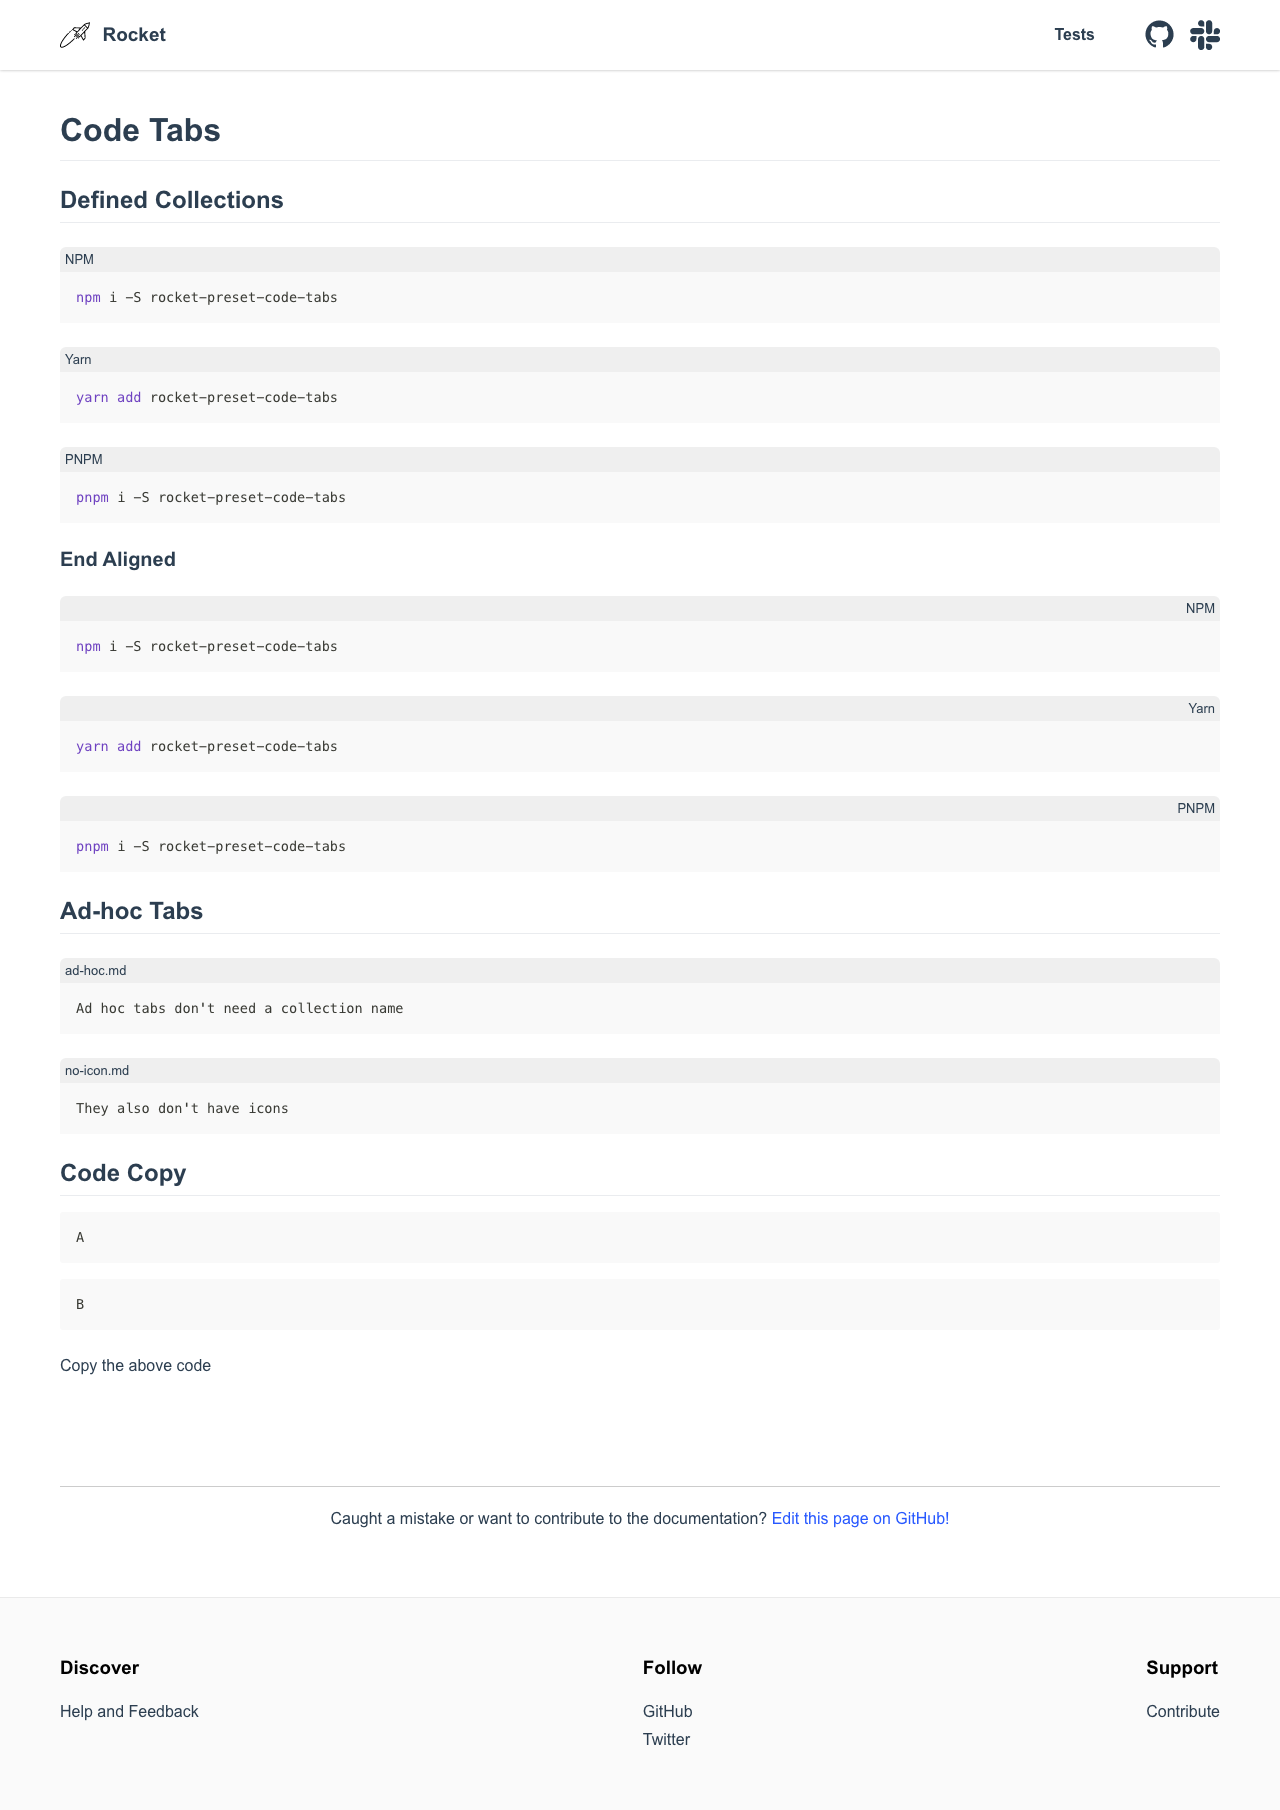 Rocket
Tests
Code Tabs
Defined Collections
NPM
npm i -S rocket-preset-code-tabs
Yarn
yarn add rocket-preset-code-tabs
PNPM
pnpm i -S rocket-preset-code-tabs
End Aligned
NPM
npm i -S rocket-preset-code-tabs
Yarn
yarn add rocket-preset-code-tabs
PNPM
pnpm i -S rocket-preset-code-tabs
Ad-hoc Tabs
ad-hoc.md
Ad hoc tabs don't need a collection name
no-icon.md
They also don't have icons
Code Copy
A
B
Copy the above code
Caught a mistake or want to contribute to the documentation? Edit this page on GitHub!
Discover
Help and Feedback
Follow
GitHub
Twitter
Support
Contribute